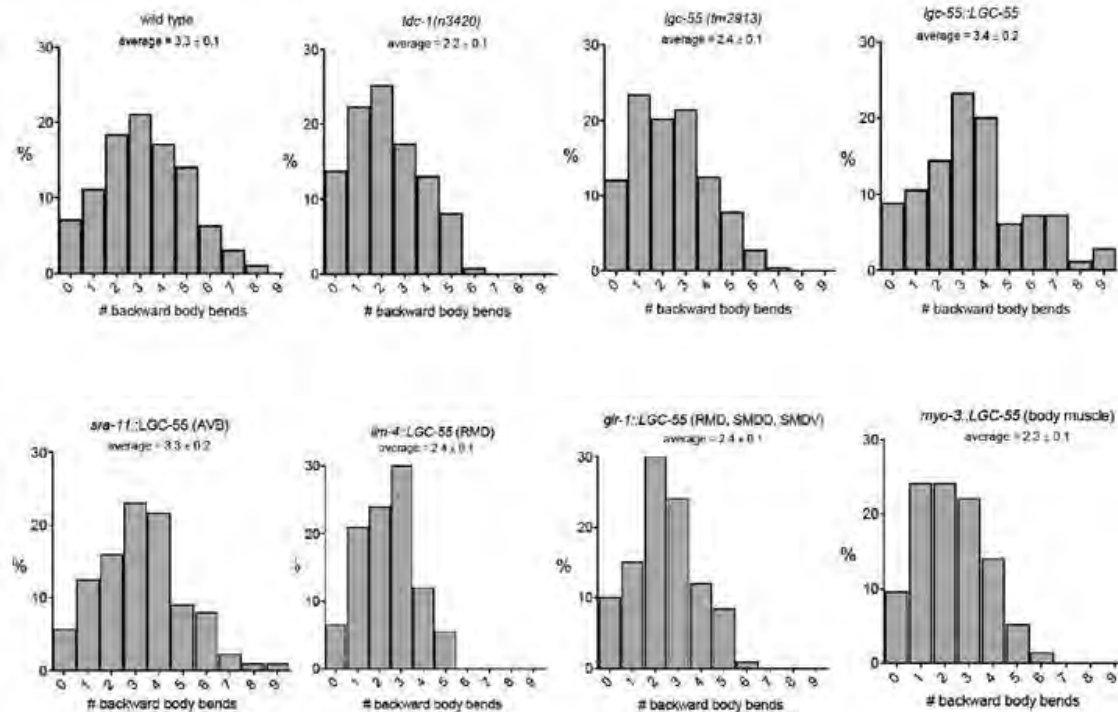 wild type
average = 3.3 ± 0.1
30
20
%
10
0
0 1 2 3 4 5 6 7 8 9
# backward body bends
tdc-1(n3420)
average = 2.2 ± 0.1
30
20
%
10
0
0 1 2 3 4 5 6 7 8 9
# backward body bends
lgc-55 (tm2913)
average = 2.4 ± 0.1
30
20
%
10
0
0 1 2 3 4 5 6 7 8 9
# backward body bends
lgc-55::LGC-55
average = 3.4 ± 0.2
30
20
%
10
0
0 1 2 3 4 5 6 7 8 9
# backward body bends
sra-11::LGC-55 (AVB)
average = 3.3 ± 0.2
30
20
%
10
0
0 1 2 3 4 5 6 7 8 9
# backward body bends
lim-4::LGC-55 (RMD)
average = 2.4 ± 0.1
30
20
%
10
0
0 1 2 3 4 5 6 7 8 9
# backward body bends
glr-1::LGC-55 (RMD, SMDD, SMDV)
average = 2.4 ± 0.1
30
20
%
10
0
0 1 2 3 4 5 6 7 8 9
# backward body bends
myo-3::LGC-55 (body muscle)
average = 2.3 ± 0.1
30
20
%
10
0
0 1 2 3 4 5 6 7 8 9
# backward body bends